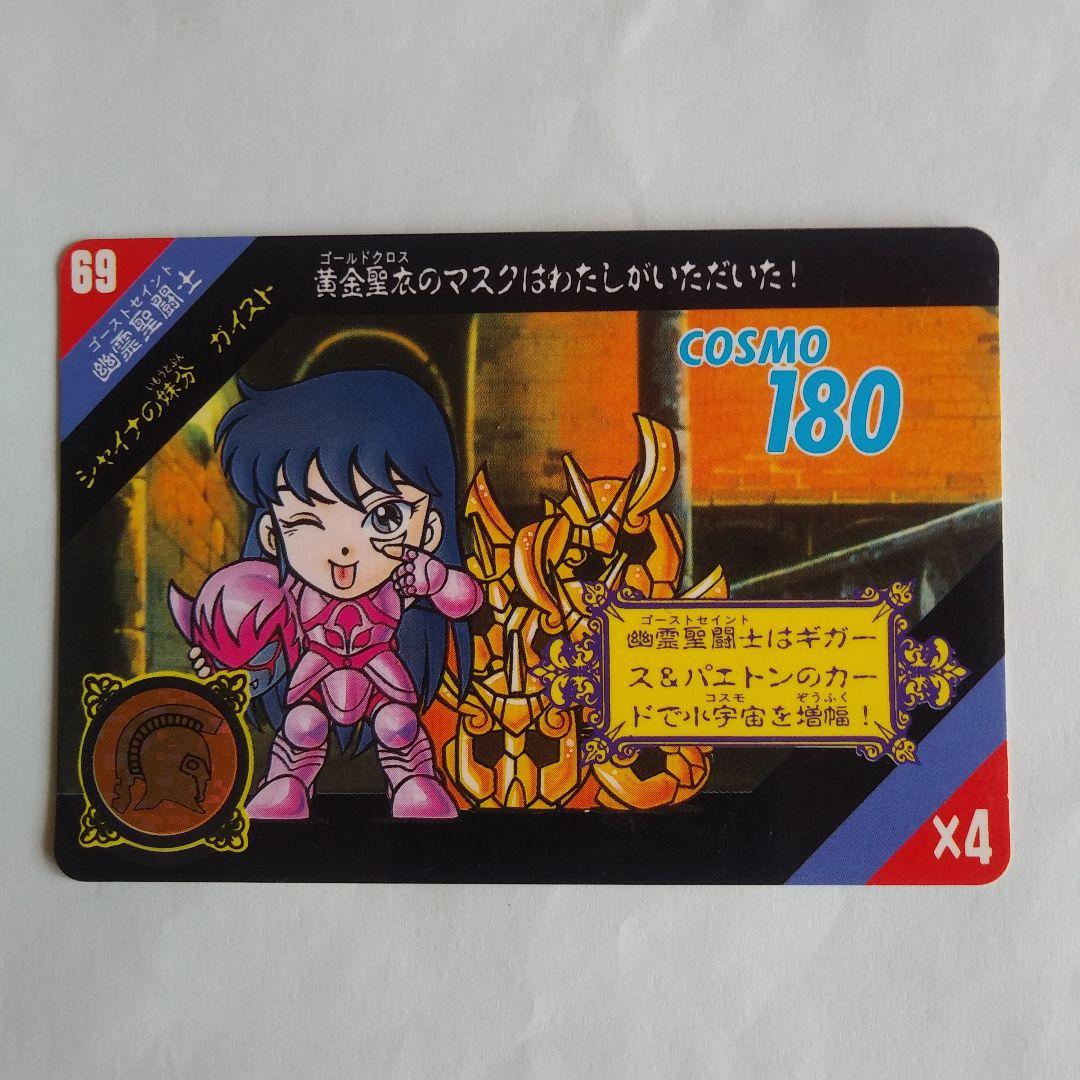 69
ゴーストセイント
幽霊聖闘士
いもうとぶん
シャイナの妹分 ガイスト
ゴールドクロス
黄金聖衣のマスクはわたしがいただいた!
COSMO
180
ゴーストセイント
幽霊聖闘士はギガー
ス&パエトンのカー
コスモ ぞうふく
ドで小宇宙を増幅!
×4